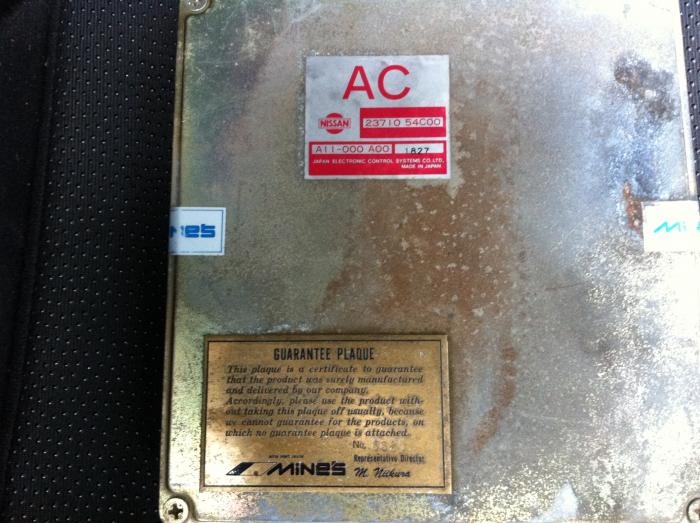 AC
NISSAN
23710 54C00
A11-000 A00
1827
JAPAN ELECTRONIC CONTROL SYSTEMS CO.,LTD.
MADE IN JAPAN
MiNE'S
GUARANTEE PLAQUE
This plaque is a certificate to guarantee
that the product was surely manufactured
and delivered by our company.
Accordingly, please use the product with-
out taking this plaque off usually, because
we cannot guarantee for the products, on
which no guarantee plaque is attached.
No.
Representative Director
MiNE'S
M. Niikura